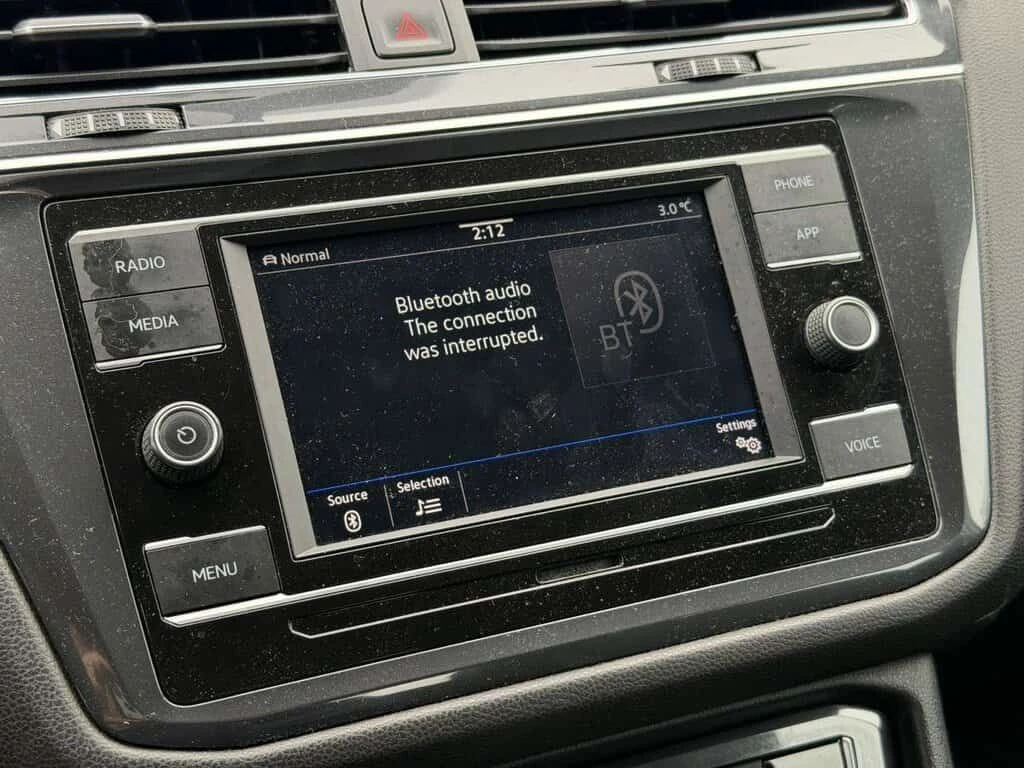 RADIO
MEDIA
MENU
Normal
2:12
3.0 °C
Bluetooth audio
The connection
was interrupted.
BT
Source
Selection
Settings
PHONE
APP
VOICE